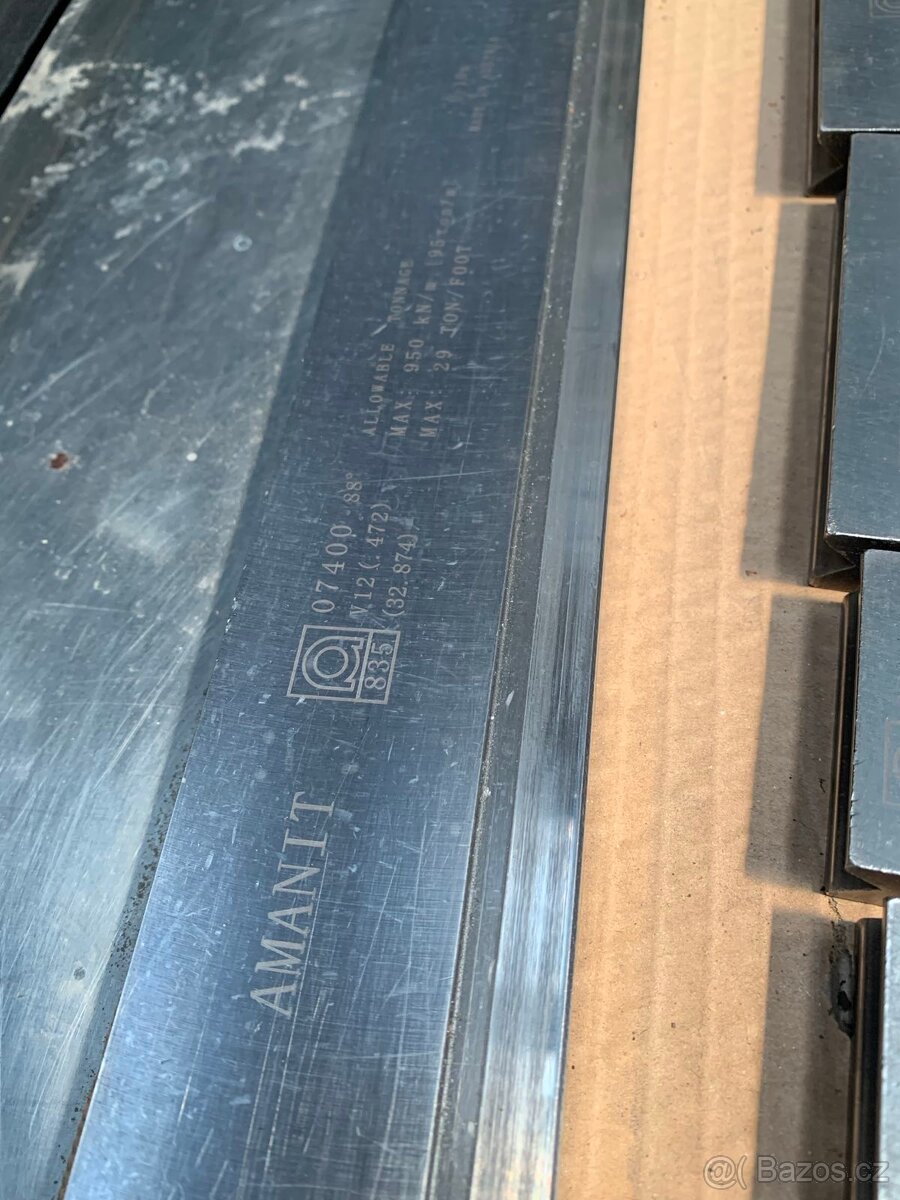 AMANIT
07400 88°
V12(.472)
835 (32.874)
ALLOWABLE TONNAGE
MAX: 950 kN/m
MAX: 29 TON/FOOT
@( Bazos.cz